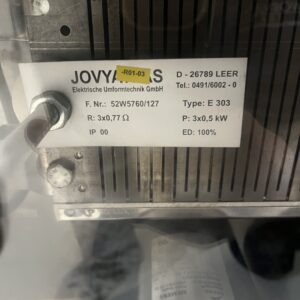 -R01-03
D - 26789 LEER
Elektrische Umformtechnik GmbH
Tel.: 0491/6002 - 0
F. Nr.: 52W5760/127
Type: E 303
R: 3x0,77 Ω
P: 3x0,5 kW
IP 00
ED: 100%